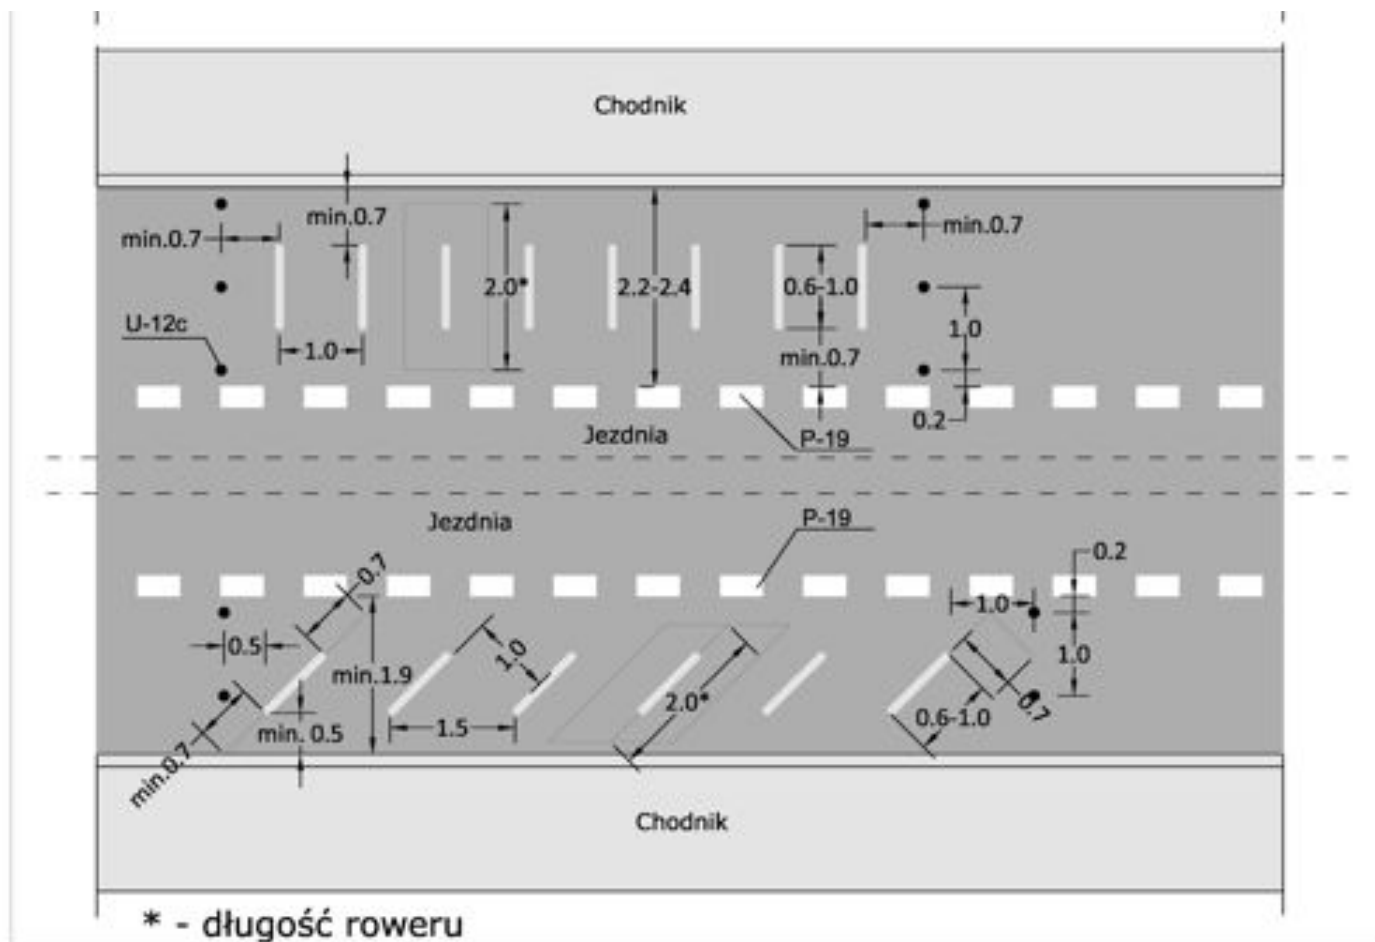 Chodnik
min.0.7
min.0.7
min.0.7
2.0*
2.2-2.4
0.6-1.0
U-12c
1.0
1.0
min.0.7
0.2
Jezdnia
P-19
Jezdnia
P-19
0.2
0.7
1.0
0.5
1.0
1.0
min.1.9
2.0*
0.7
0.6-1.0
min. 0.5
1.5
min.0.7
Chodnik
* - długość roweru